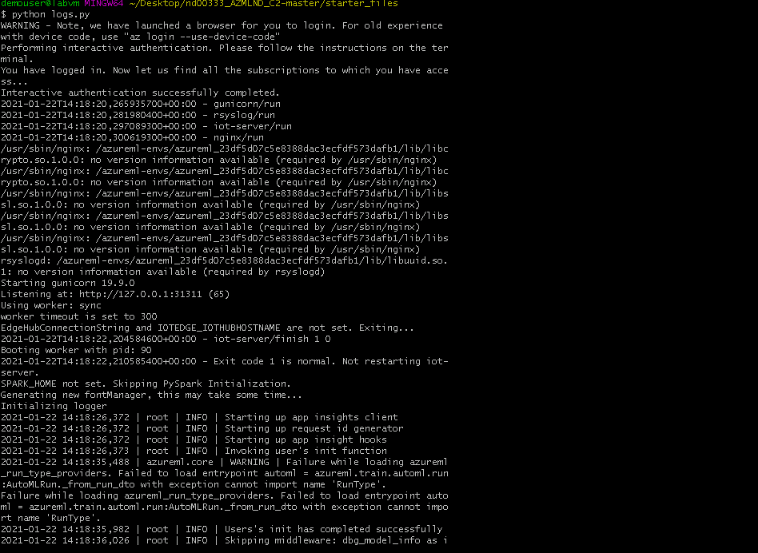 demouser@labvm MINGW64 ~/Desktop/nd00333_AZMLND_C2-master/starter_files
$ python logs.py
WARNING - Note, we have launched a browser for you to login. For old experience
with device code, use "az login --use-device-code"
Performing interactive authentication. Please follow the instructions on the ter
minal.
You have logged in. Now let us find all the subscriptions to which you have acce
ss...
Interactive authentication successfully completed.
2021-01-22T14:18:20,265935700+00:00 - gunicorn/run
2021-01-22T14:18:20,281980400+00:00 - rsyslog/run
2021-01-22T14:18:20,297089300+00:00 - iot-server/run
2021-01-22T14:18:20,300619300+00:00 - nginx/run
/usr/sbin/nginx: /azureml-envs/azureml_23df5d07c5e8388dac3ecfdf573dafb1/lib/libc
rypto.so.1.0.0: no version information available (required by /usr/sbin/nginx)
/usr/sbin/nginx: /azureml-envs/azureml_23df5d07c5e8388dac3ecfdf573dafb1/lib/libc
rypto.so.1.0.0: no version information available (required by /usr/sbin/nginx)
/usr/sbin/nginx: /azureml-envs/azureml_23df5d07c5e8388dac3ecfdf573dafb1/lib/libs
sl.so.1.0.0: no version information available (required by /usr/sbin/nginx)
/usr/sbin/nginx: /azureml-envs/azureml_23df5d07c5e8388dac3ecfdf573dafb1/lib/libs
sl.so.1.0.0: no version information available (required by /usr/sbin/nginx)
/usr/sbin/nginx: /azureml-envs/azureml_23df5d07c5e8388dac3ecfdf573dafb1/lib/libs
sl.so.1.0.0: no version information available (required by /usr/sbin/nginx)
rsyslogd: /azureml-envs/azureml_23df5d07c5e8388dac3ecfdf573dafb1/lib/libuuid.so.
1: no version information available (required by rsyslogd)
Starting gunicorn 19.9.0
Listening at: http://127.0.0.1:31311 (65)
Using worker: sync
worker timeout is set to 300
EdgeHubConnectionString and IOTEDGE_IOTHUBHOSTNAME are not set. Exiting...
2021-01-22T14:18:22,204584600+00:00 - iot-server/finish 1 0
Booting worker with pid: 90
2021-01-22T14:18:22,210585400+00:00 - Exit code 1 is normal. Not restarting iot-
server.
SPARK_HOME not set. Skipping PySpark Initialization.
Generating new fontManager, this may take some time...
Initializing logger
2021-01-22 14:18:26,372 | root | INFO | Starting up app insights client
2021-01-22 14:18:26,372 | root | INFO | Starting up request id generator
2021-01-22 14:18:26,372 | root | INFO | Starting up app insight hooks
2021-01-22 14:18:26,373 | root | INFO | Invoking user's init function
2021-01-22 14:18:35,488 | azureml.core | WARNING | Failure while loading azureml
_run_type_providers. Failed to load entrypoint automl = azureml.train.automl.run
:AutoMLRun._from_run_dto with exception cannot import name 'RunType'.
Failure while loading azureml_run_type_providers. Failed to load entrypoint auto
ml = azureml.train.automl.run:AutoMLRun._from_run_dto with exception cannot impo
rt name 'RunType'.
2021-01-22 14:18:35,982 | root | INFO | Users's init has completed successfully
2021-01-22 14:18:36,026 | root | INFO | Skipping middleware: dbg_model_info as i